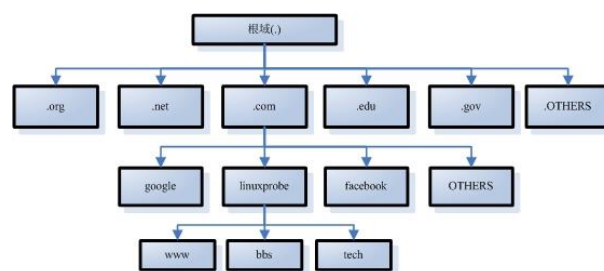 根域(.)
.org .net .com .edu .gov .OTHERS
google linuxprobe facebook OTHERS
www bbs tech